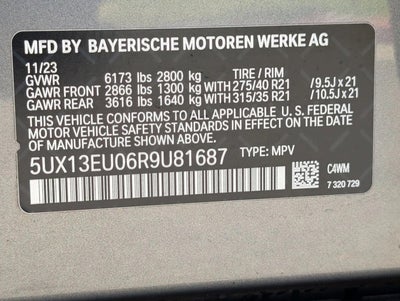 MFD BY BAYERISCHE MOTOREN WERKE AG
11/23
GVWR 6173 lbs 2800 kg TIRE / RIM
GAWR FRONT 2866 lbs 1300 kg WITH 275/40 R21 /9.5J x 21
GAWR REAR 3616 lbs 1640 kg WITH 315/35 R21 /10.5J x 21
THIS VEHICLE CONFORMS TO ALL APPLICABLE U.S.
FEDERAL MOTOR VEHICLE SAFETY STANDARDS IN
EFFECT ON THE DATE OF MANUFACTURE SHOWN ABOVE.
5UX13EU06R9U81687 TYPE: MPV
C4WM
7 320 729